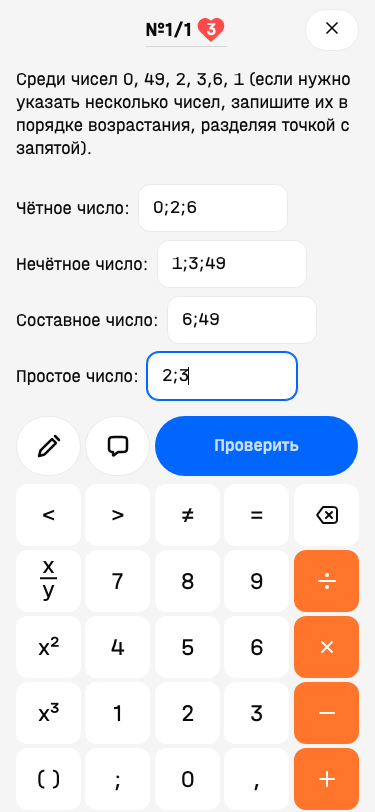 №1/1 3
Среди чисел 0, 49, 2, 3,6, 1 (если нужно
указать несколько чисел, запишите их в
порядке возрастания, разделяя точкой с
запятой).
Чётное число: 0;2;6
Нечётное число: 1;3;49
Составное число: 6;49
Простое число: 2;3
Проверить
< > ≠ =
x/y 7 8 9 ÷
x² 4 5 6 ×
x³ 1 2 3 −
( ) ; 0 , +